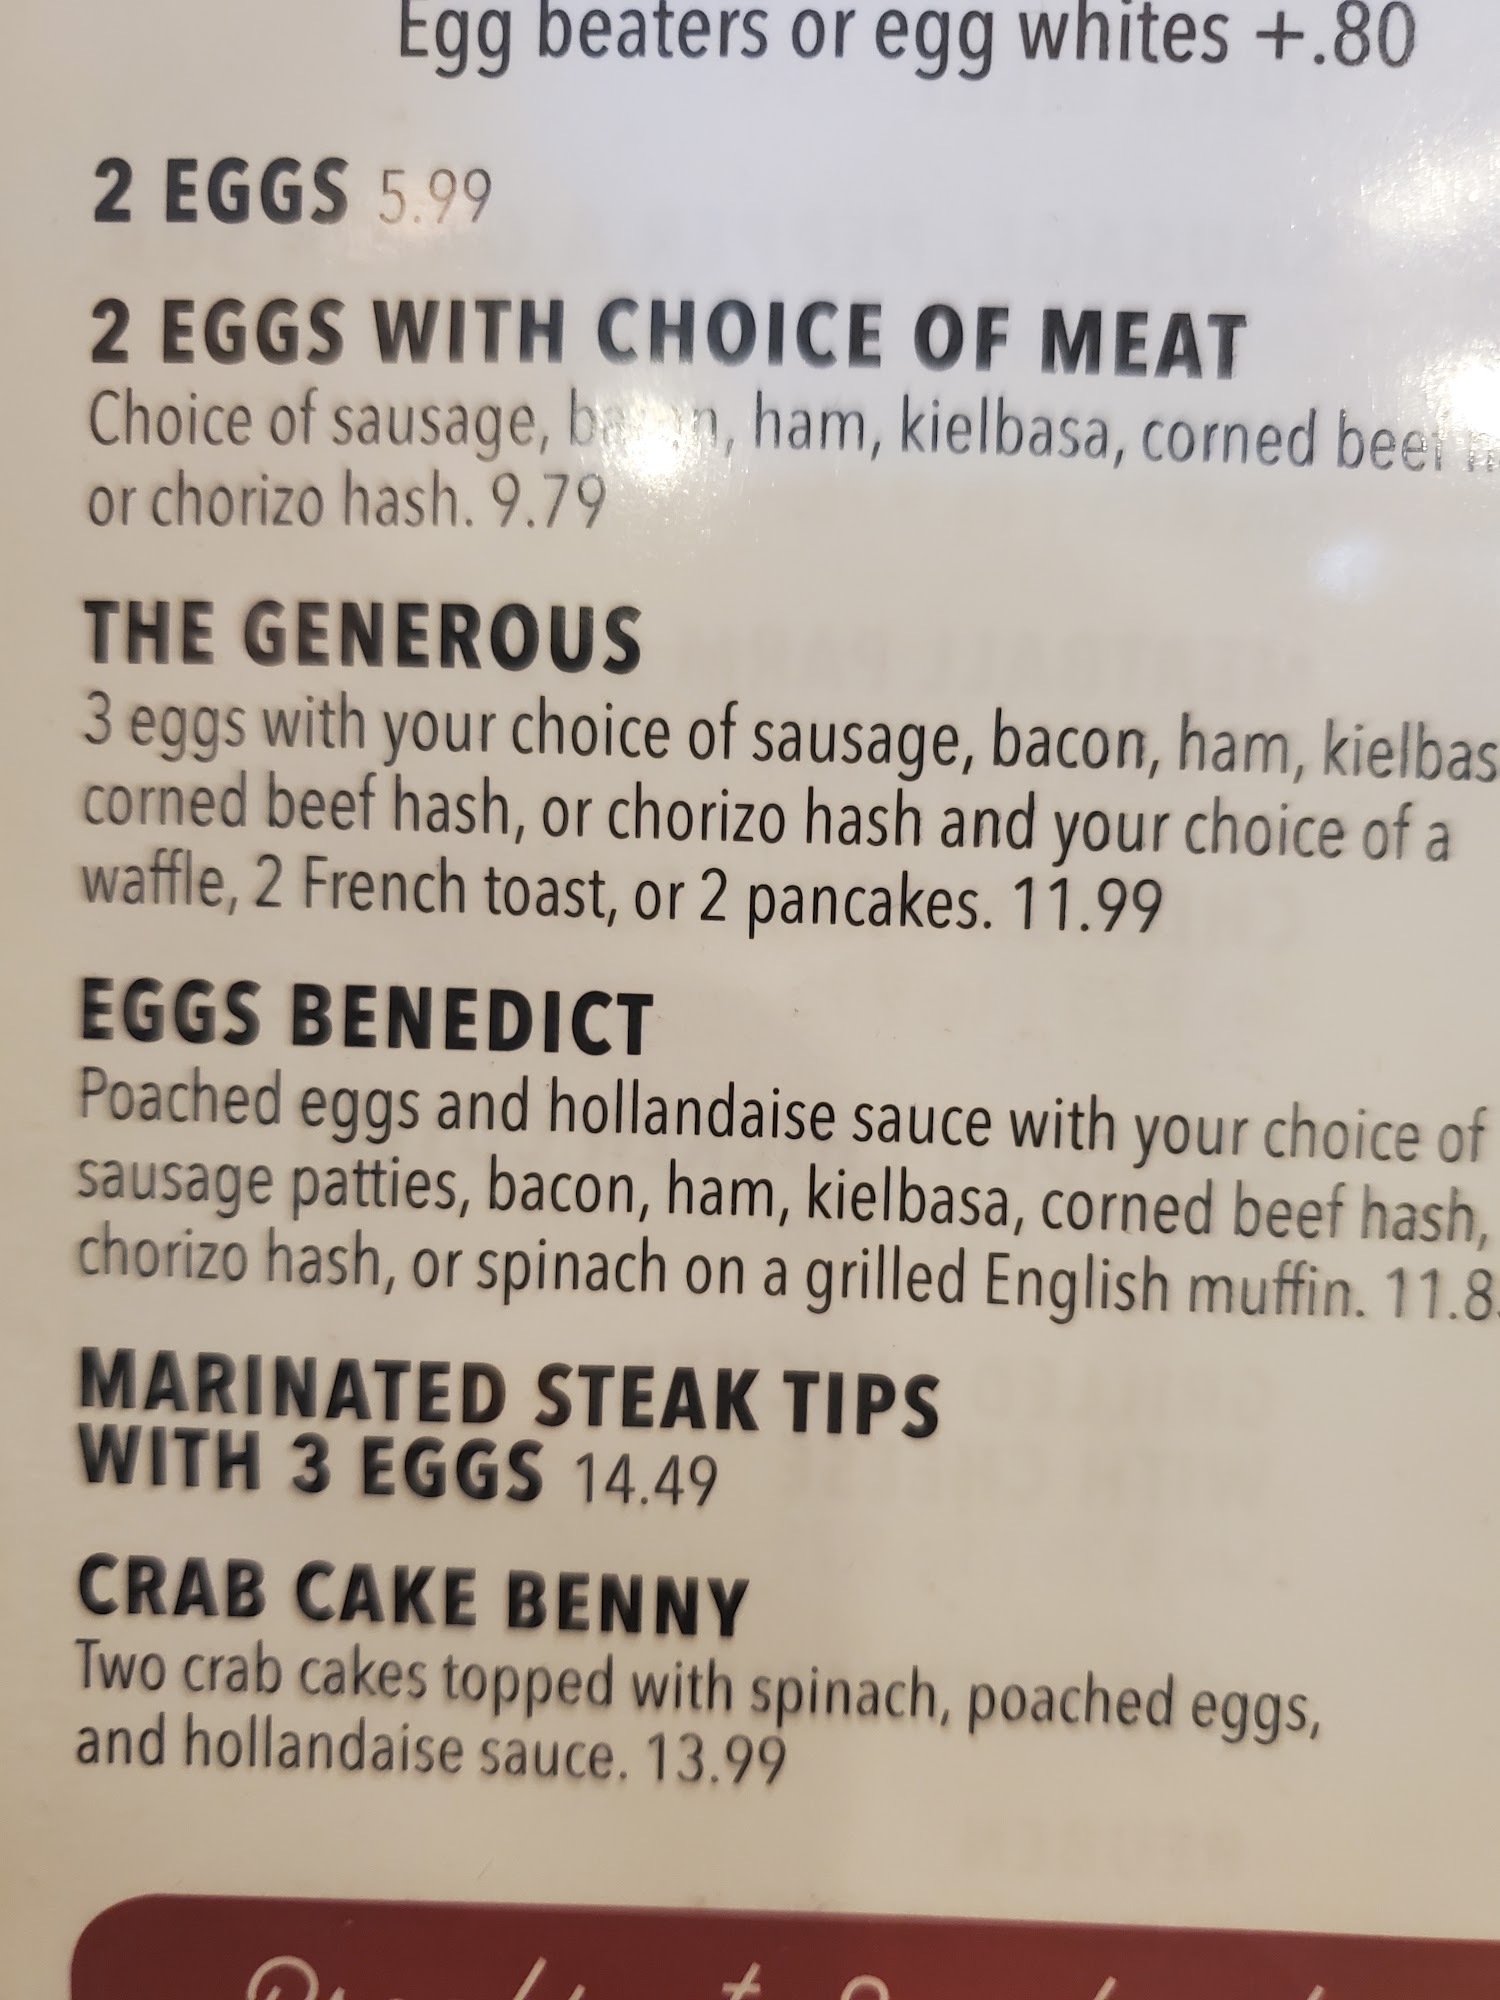 Egg beaters or egg whites +.80
2 EGGS 5.99
2 EGGS WITH CHOICE OF MEAT
Choice of sausage, bacon, ham, kielbasa, corned beef
or chorizo hash. 9.79
THE GENEROUS
3 eggs with your choice of sausage, bacon, ham, kielbas
corned beef hash, or chorizo hash and your choice of a
waffle, 2 French toast, or 2 pancakes. 11.99
EGGS BENEDICT
Poached eggs and hollandaise sauce with your choice of
sausage patties, bacon, ham, kielbasa, corned beef hash,
chorizo hash, or spinach on a grilled English muffin. 11.8
MARINATED STEAK TIPS
WITH 3 EGGS 14.49
CRAB CAKE BENNY
Two crab cakes topped with spinach, poached eggs,
and hollandaise sauce. 13.99